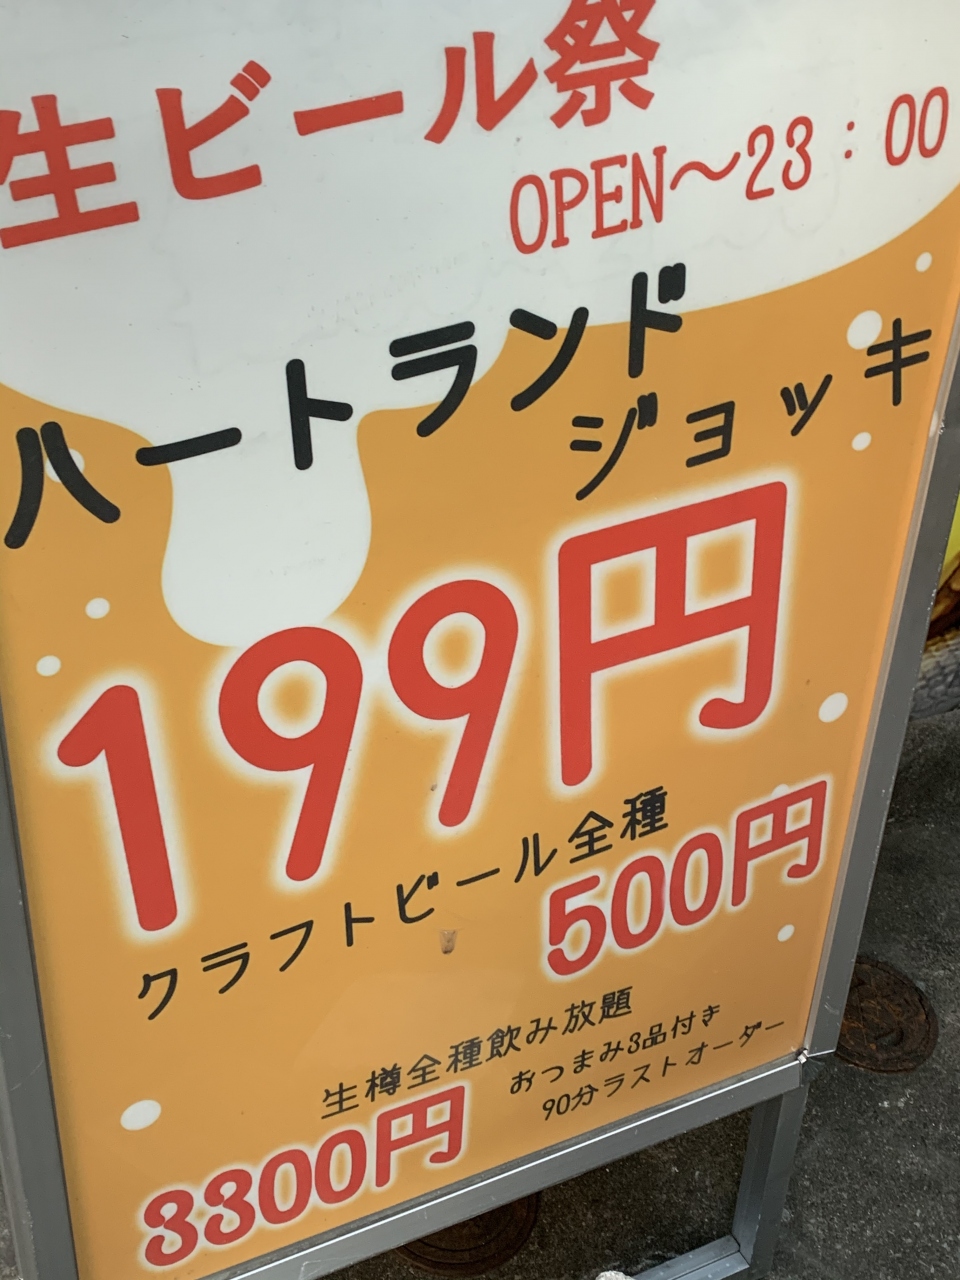 生ビール祭
OPEN～23：00
ハートランド
ジョッキ
199円
クラフトビール全種
500円
生樽全種飲み放題
おつまみ3品付き
90分ラストオーダー
3300円